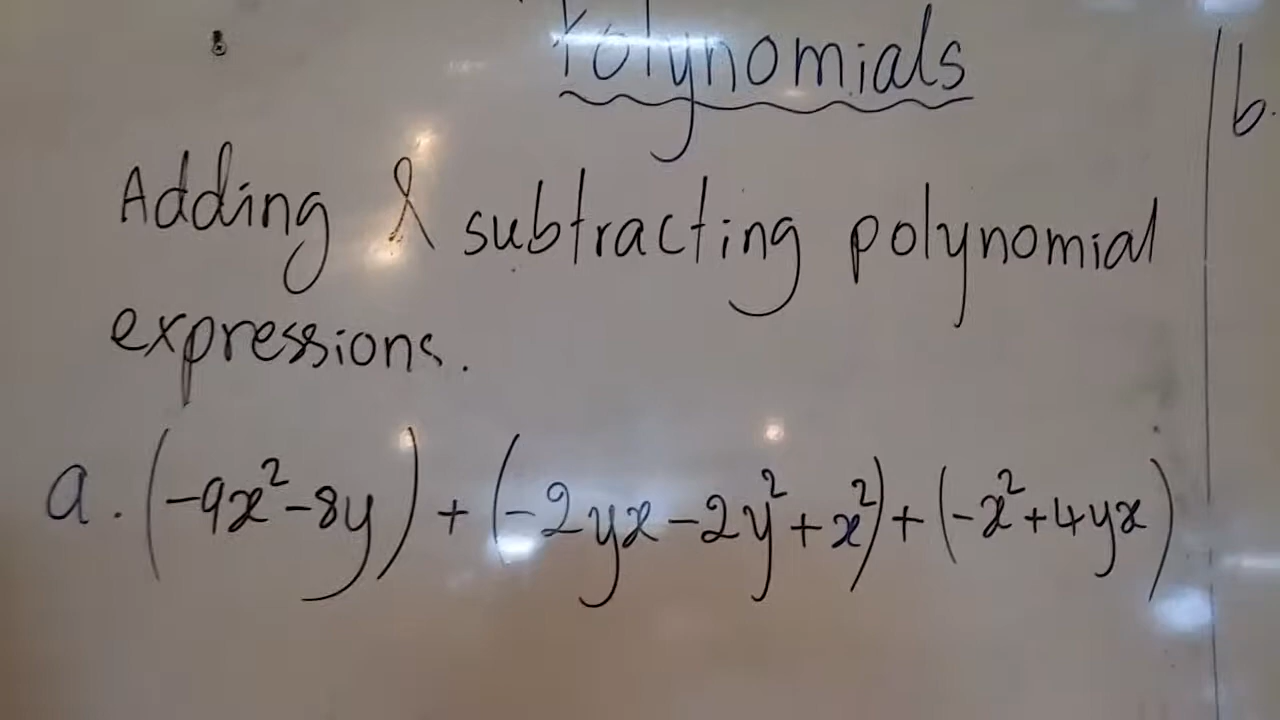 Polynomials
b.
Adding & subtracting polynomial
expressions.
a. (-9x²-8y) + (-2yx-2y²+x²) + (-x²+4yx)